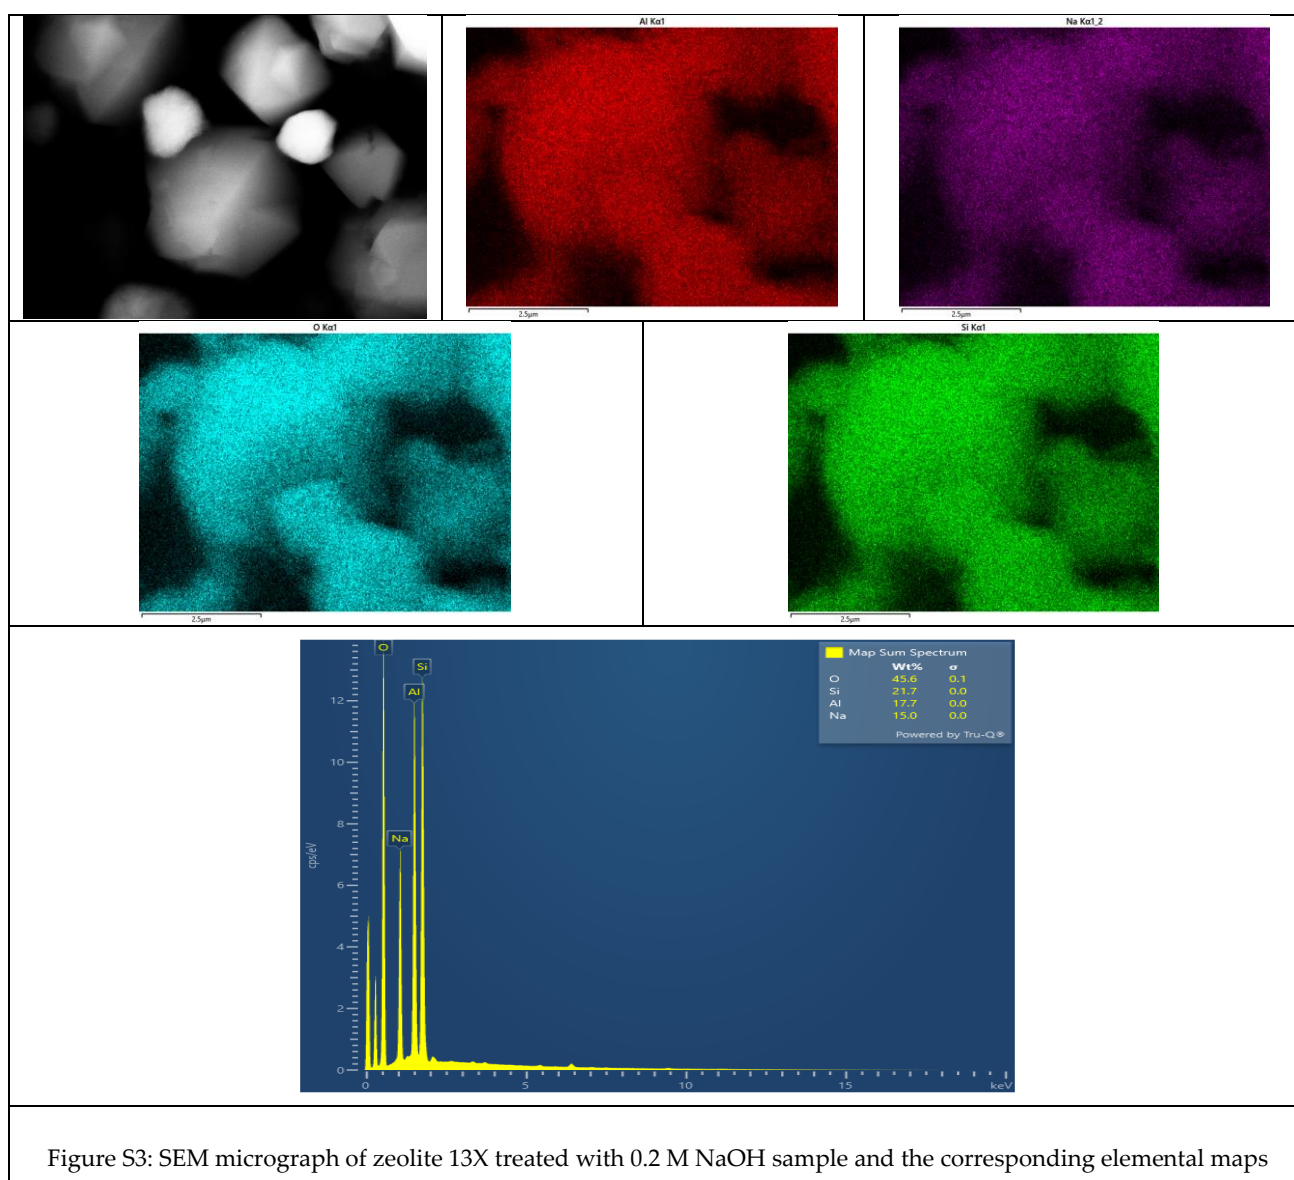 Al Kα1
Na Kα1_2
2.5µm
2.5µm
O Kα1
Si Kα1
2.5µm
2.5µm
Map Sum Spectrum
Wt% σ
O 45.6 0.1
Si 21.7 0.0
Al 17.7 0.0
Na 15.0 0.0
Powered by Tru-Q®
O
Si
Al
Na
cps/eV
12
10
8
6
4
2
0
0 5 10 15 keV
Figure S3: SEM micrograph of zeolite 13X treated with 0.2 M NaOH sample and the corresponding elemental maps